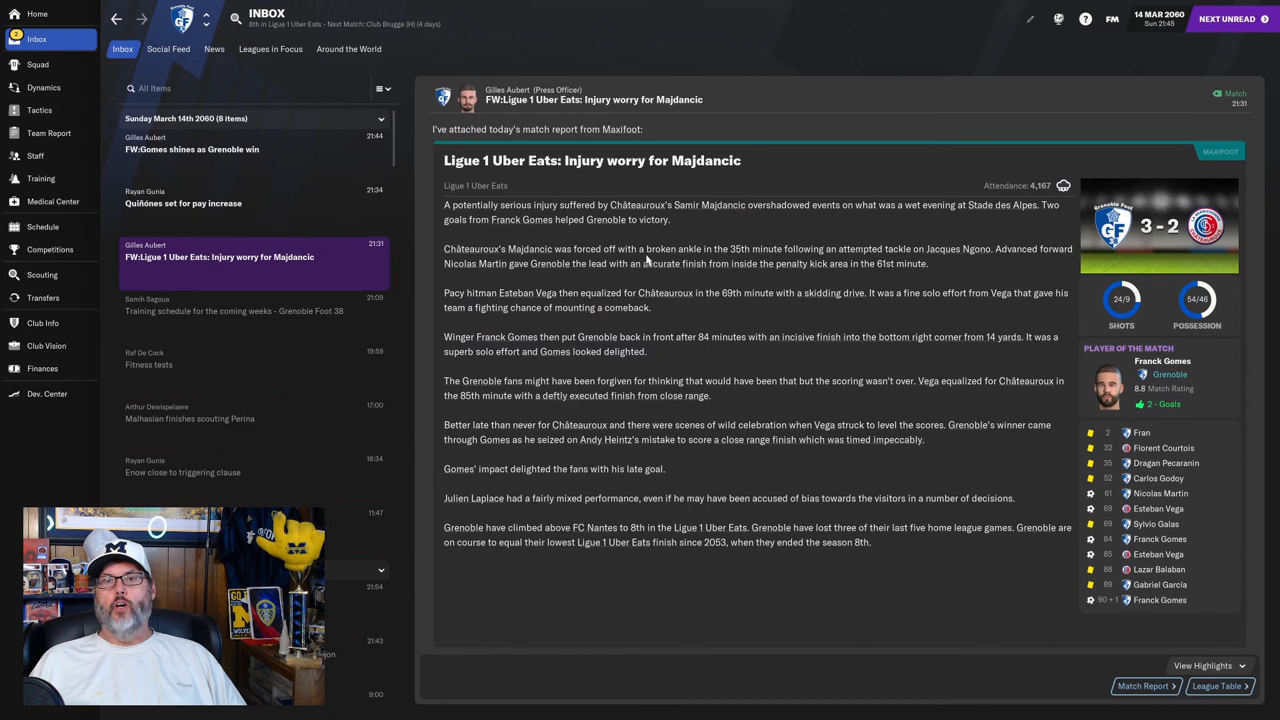 Home
INBOX
8th in Ligue 1 Uber Eats - Next Match: Club Brugge (H) (4 days)
FM
14 MAR 2060
Sun 21:45
NEXT UNREAD
2
Inbox
Squad
Dynamics
Tactics
Team Report
Staff
Training
Medical Center
Schedule
Competitions
Scouting
Transfers
Club Info
Club Vision
Finances
Dev. Center
Inbox
Social Feed
News
Leagues in Focus
Around the World
All Items
Sunday March 14th 2060 (8 items)
Gilles Aubert
21:44
FW:Gomes shines as Grenoble win
Rayan Gunia
21:34
Quiñónes set for pay increase
Gilles Aubert
21:31
FW:Ligue 1 Uber Eats: Injury worry for Majdancic
Samih Sagoua
21:09
Training schedule for the coming weeks - Grenoble Foot 38
Raf De Cock
19:59
Fitness tests
Arthur Dewispelaere
17:00
Malhasian finishes scouting Perina
Rayan Gunia
16:34
Enow close to triggering clause
11:47
21:54
21:43
9:00
Gilles Aubert (Press Officer)
FW:Ligue 1 Uber Eats: Injury worry for Majdancic
Match
21:31
I've attached today's match report from Maxifoot:
MAXIFOOT
Ligue 1 Uber Eats: Injury worry for Majdancic
Ligue 1 Uber Eats
Attendance: 4,167
A potentially serious injury suffered by Châteauroux's Samir Majdancic overshadowed events on what was a wet evening at Stade des Alpes. Two
goals from Franck Gomes helped Grenoble to victory.
Châteauroux's Majdancic was forced off with a broken ankle in the 35th minute following an attempted tackle on Jacques Ngono. Advanced forward
Nicolas Martin gave Grenoble the lead with an accurate finish from inside the penalty kick area in the 61st minute.
Pacy hitman Esteban Vega then equalized for Châteauroux in the 69th minute with a skidding drive. It was a fine solo effort from Vega that gave his
team a fighting chance of mounting a comeback.
Winger Franck Gomes then put Grenoble back in front after 84 minutes with an incisive finish into the bottom right corner from 14 yards. It was a
superb solo effort and Gomes looked delighted.
The Grenoble fans might have been forgiven for thinking that would have been that but the scoring wasn't over. Vega equalized for Châteauroux in
the 85th minute with a deftly executed finish from close range.
Better late than never for Châteauroux and there were scenes of wild celebration when Vega struck to level the scores. Grenoble's winner came
through Gomes as he seized on Andy Heintz's mistake to score a close range finish which was timed impeccably.
Gomes' impact delighted the fans with his late goal.
Julien Laplace had a fairly mixed performance, even if he may have been accused of bias towards the visitors in a number of decisions.
Grenoble have climbed above FC Nantes to 8th in the Ligue 1 Uber Eats. Grenoble have lost three of their last five home league games. Grenoble are
on course to equal their lowest Ligue 1 Uber Eats finish since 2053, when they ended the season 8th.
3 - 2
24/9
SHOTS
54/46
POSSESSION
PLAYER OF THE MATCH
Franck Gomes
Grenoble
8.8 Match Rating
2 - Goals
2 Fran
32 Florent Courtois
35 Dragan Pecaranin
52 Carlos Godoy
61 Nicolas Martin
69 Esteban Vega
69 Sylvio Galas
84 Franck Gomes
85 Esteban Vega
88 Lazar Balaban
89 Gabriel García
90 + 1 Franck Gomes
View Highlights
Match Report
League Table